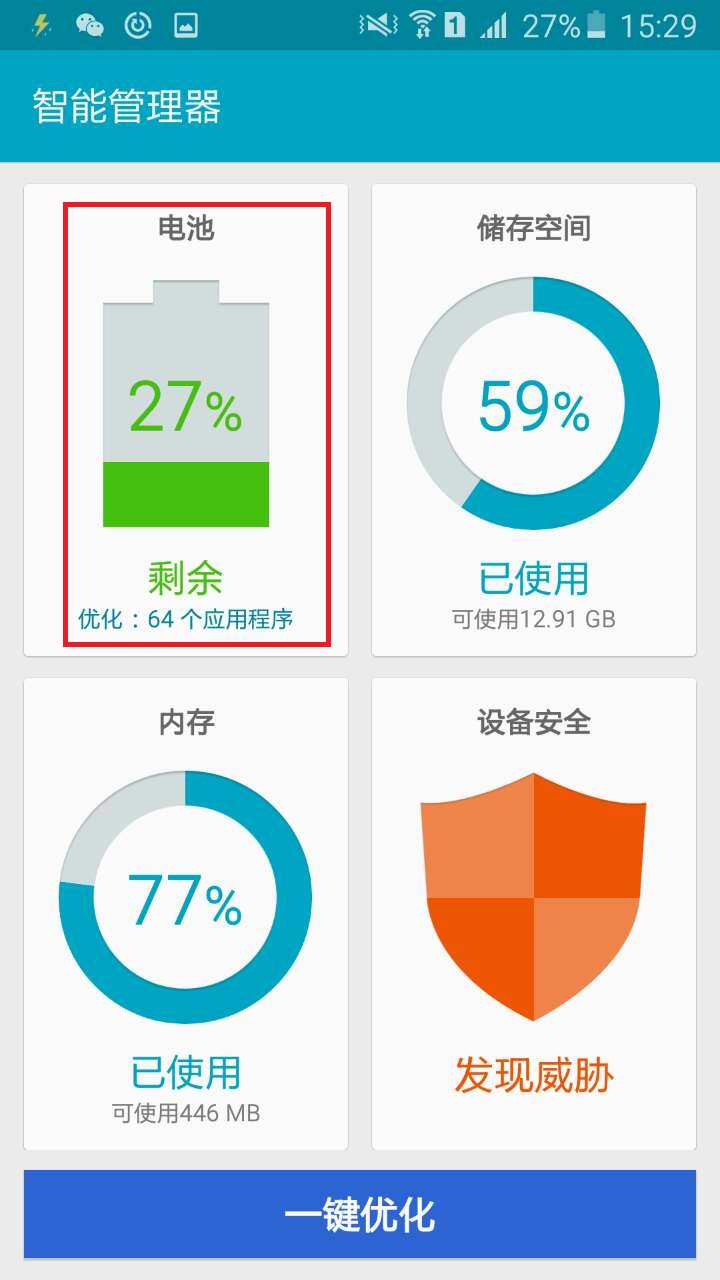 1 27% 15:29
智能管理器
电池
27%
剩余
优化：64 个应用程序
储存空间
59%
已使用
可使用12.91 GB
内存
77%
已使用
可使用446 MB
设备安全
发现威胁
一键优化